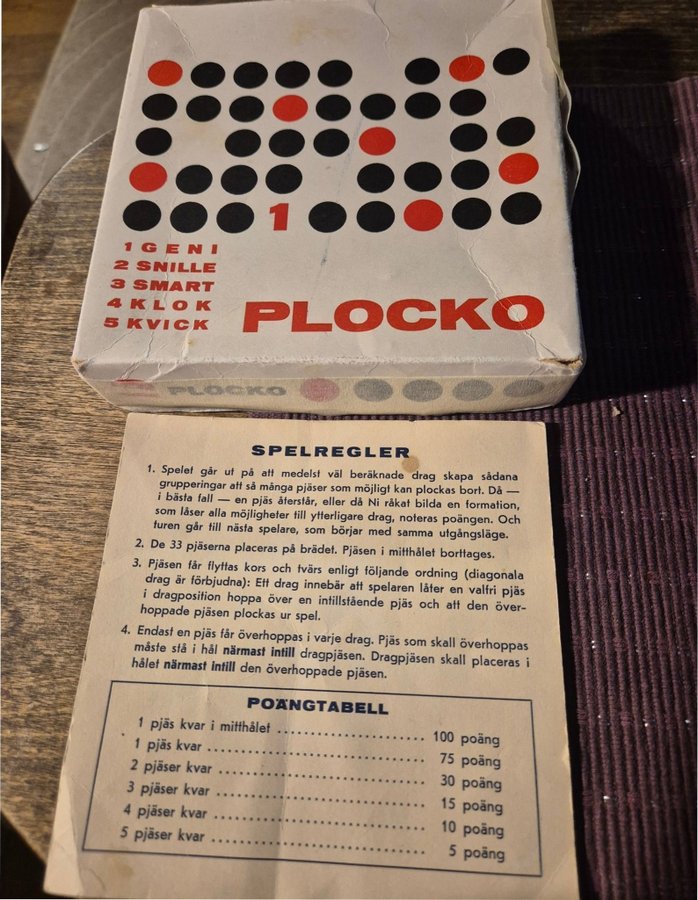 1
1 GENI
2 SNILLE
3 SMART
4 KLOK
5 KVICK
PLOCKO
PLOCKO
SPELREGLER
1. Spelet går ut på att medelst väl beräknade drag skapa sådana
grupperingar att så många pjäser som möjligt kan plockas bort. Då —
i bästa fall — en pjäs återstår, eller då Ni råkat bilda en formation,
som låser alla möjligheter till ytterligare drag, noteras poängen. Och
turen går till nästa spelare, som börjar med samma utgångsläge.
2. De 33 pjäserna placeras på brädet. Pjäsen i mitthålet borttages.
3. Pjäsen får flyttas kors och tvärs enligt följande ordning (diagonala
drag är förbjudna): Ett drag innebär att spelaren låter en valfri pjäs
i dragposition hoppa över en intillstående pjäs och att den över-
hoppade pjäsen plockas ur spel.
4. Endast en pjäs får överhoppas i varje drag. Pjäs som skall överhoppas
måste stå i hål närmast intill dragpjäsen. Dragpjäsen skall placeras i
hålet närmast intill den överhoppade pjäsen.
POÄNGTABELL
1 pjäs kvar i mitthålet ........................ 100 poäng
1 pjäs kvar .................................... 75 poäng
2 pjäser kvar .................................. 30 poäng
3 pjäser kvar .................................. 15 poäng
4 pjäser kvar .................................. 10 poäng
5 pjäser kvar .................................. 5 poäng